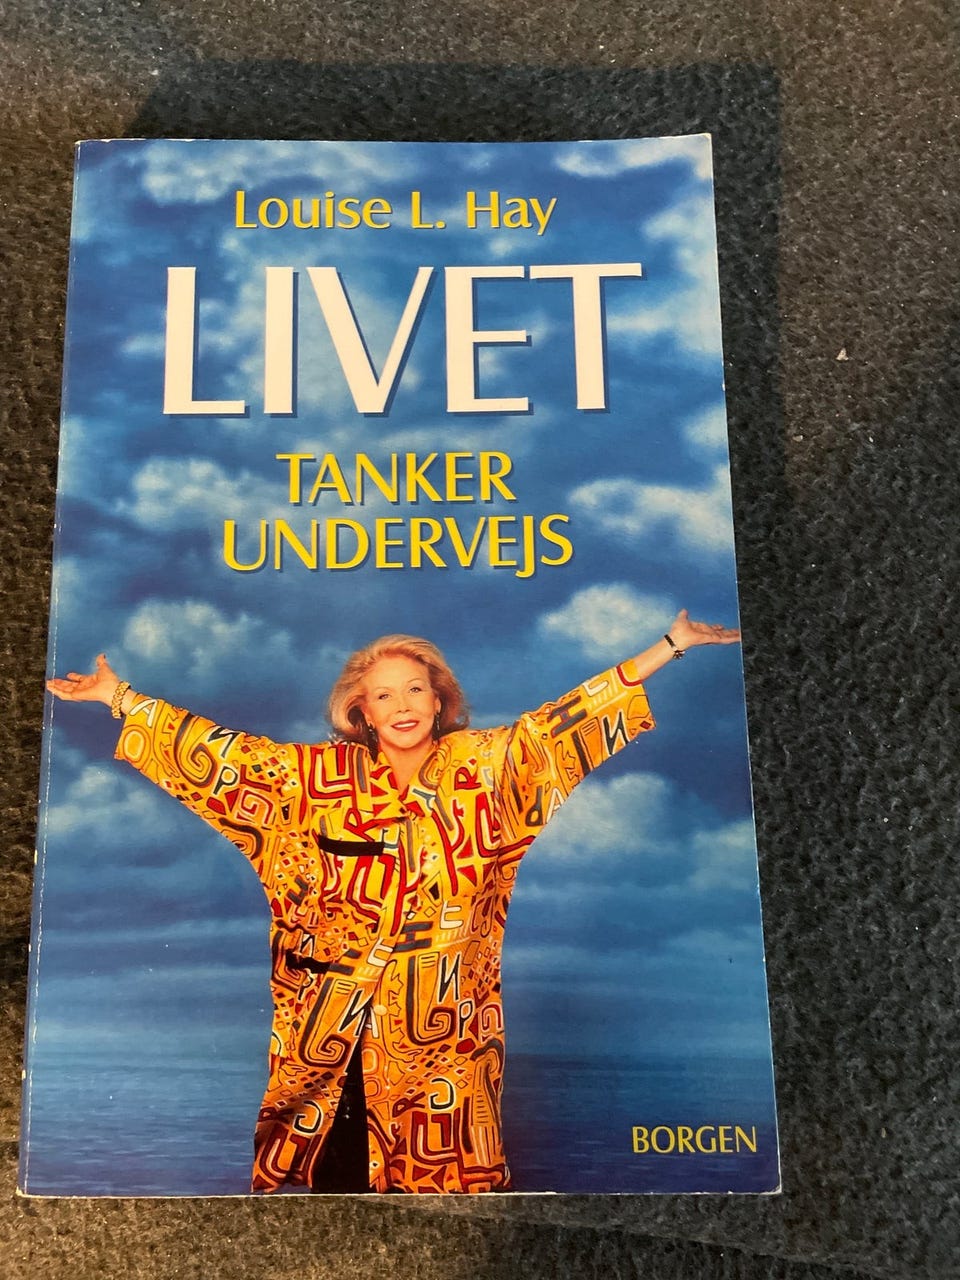 Louise L. Hay
LIVET
TANKER
UNDERVEJS
BORGEN